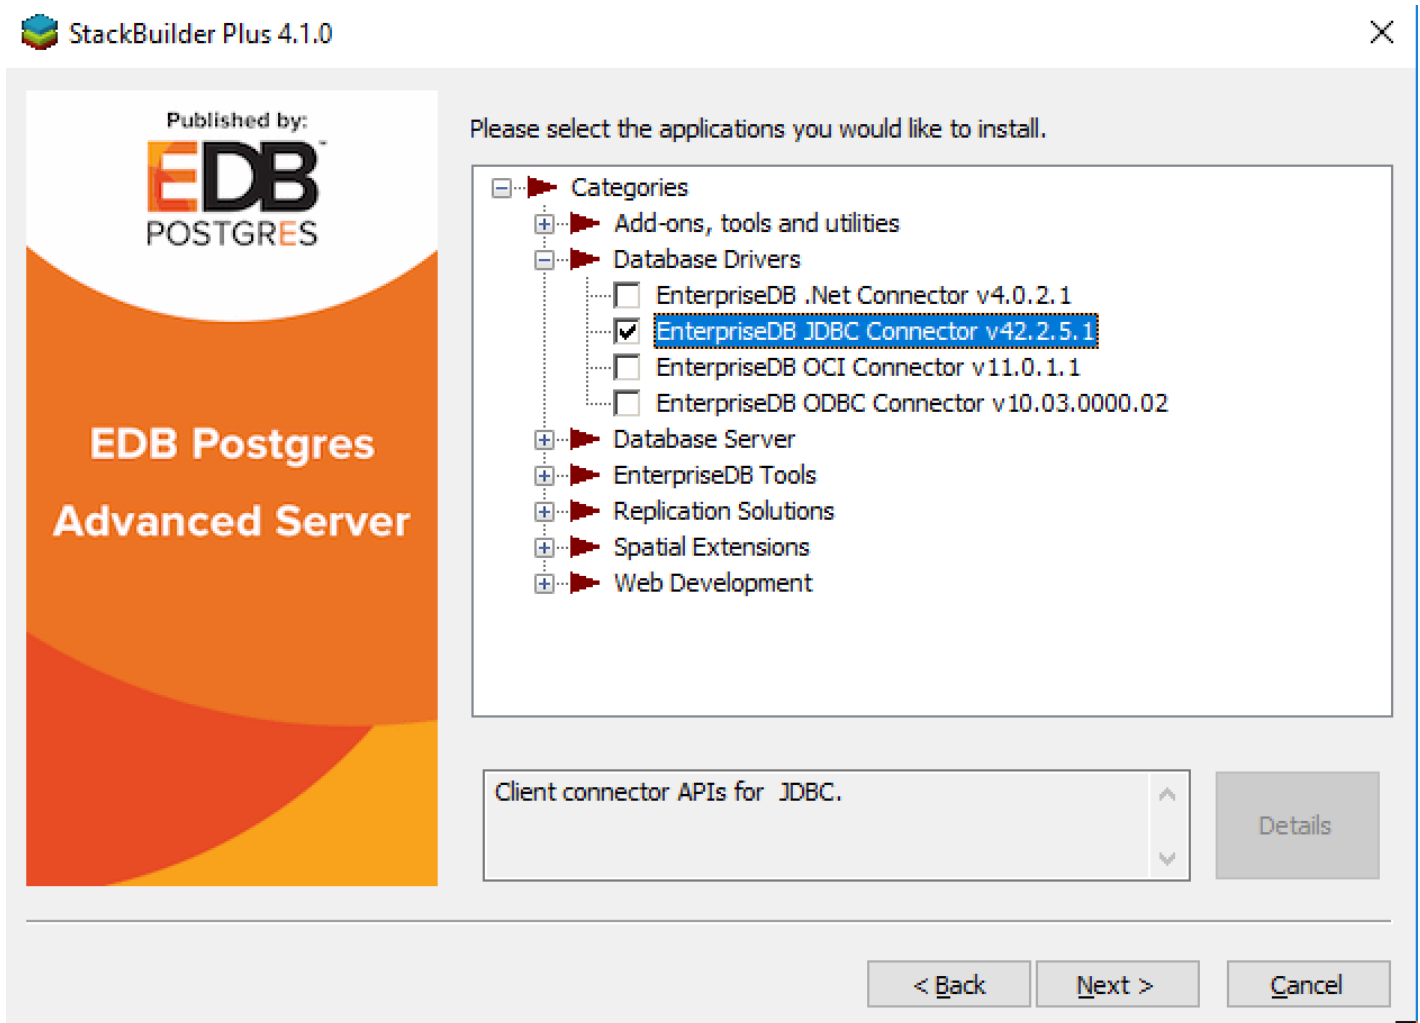 StackBuilder Plus 4.1.0
Published by:
EDB™
POSTGRES
EDB Postgres
Advanced Server
Please select the applications you would like to install.
Categories
Add-ons, tools and utilities
Database Drivers
EnterpriseDB .Net Connector v4.0.2.1
EnterpriseDB JDBC Connector v42.2.5.1
EnterpriseDB OCI Connector v11.0.1.1
EnterpriseDB ODBC Connector v10.03.0000.02
Database Server
EnterpriseDB Tools
Replication Solutions
Spatial Extensions
Web Development
Client connector APIs for  JDBC.
Details
< Back
Next >
Cancel